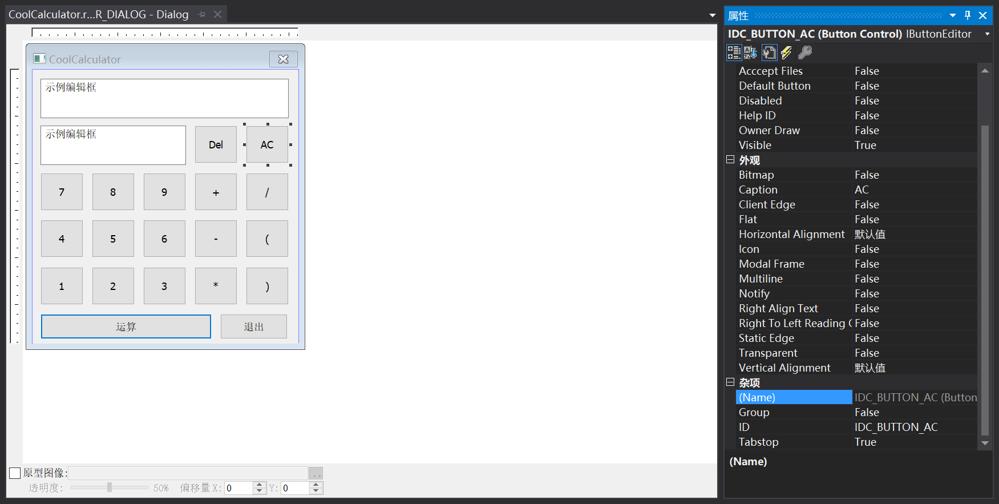 CoolCalculator.r...R_DIALOG - Dialog
CoolCalculator
示例编辑框
示例编辑框
Del
AC
7
8
9
+
/
4
5
6
-
(
1
2
3
*
)
运算
退出
原型图像:
..
透明度:
50%
偏移量 X:
0
Y:
0
属性
IDC_BUTTON_AC (Button Control) IButtonEditor
Acccept Files False
Default Button False
Disabled False
Help ID False
Owner Draw False
Visible True
外观
Bitmap False
Caption AC
Client Edge False
Flat False
Horizontal Alignment 默认值
Icon False
Modal Frame False
Multiline False
Notify False
Right Align Text False
Right To Left Reading False
Static Edge False
Transparent False
Vertical Alignment 默认值
杂项
(Name) IDC_BUTTON_AC (Button
Group False
ID IDC_BUTTON_AC
Tabstop True
(Name)